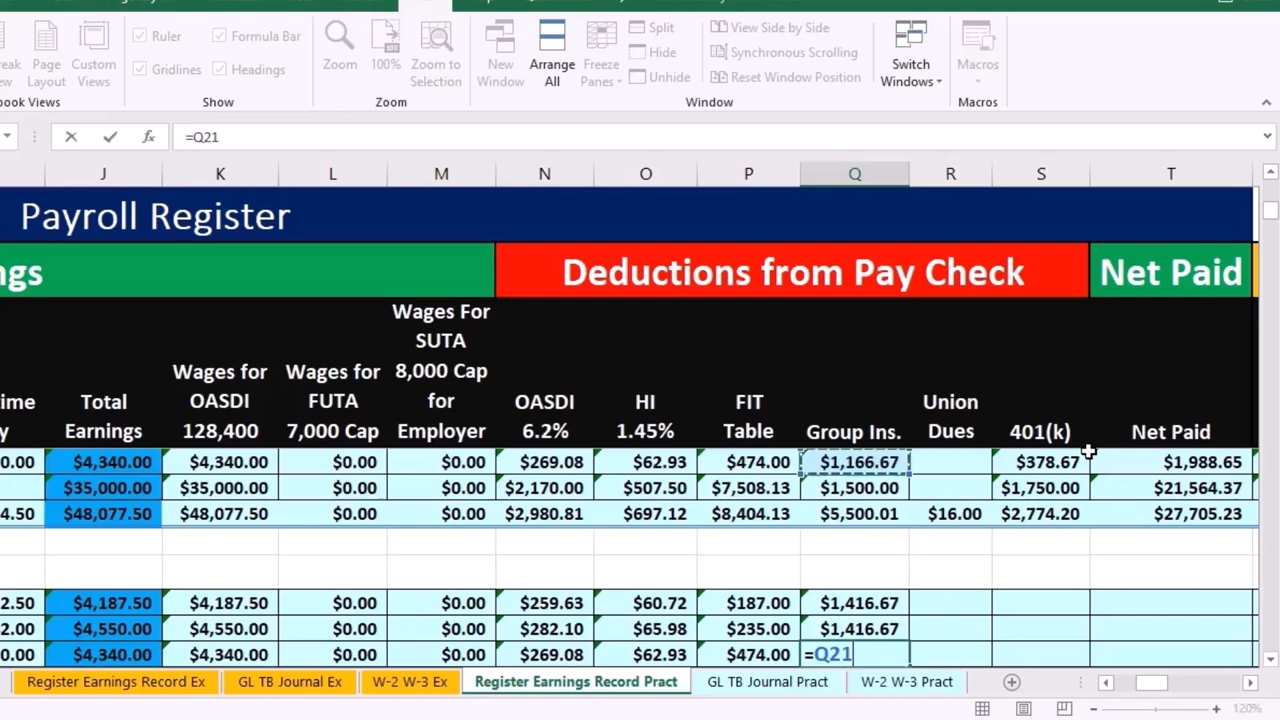 Ruler Formula Bar Split View Side by Side
Page Custom Zoom 100% Zoom to New Arrange Freeze Hide Synchronous Scrolling Switch Macros
Layout Views Gridlines Headings Selection Window All Panes Unhide Reset Window Position Windows
Show Zoom Window Macros
=Q21
J K L M N O P Q R S T
Payroll Register
Deductions from Pay Check Net Paid
Wages For
SUTA
Wages for Wages for 8,000 Cap
Total OASDI FUTA for OASDI HI FIT Union
Earnings 128,400 7,000 Cap Employer 6.2% 1.45% Table Group Ins. Dues 401(k) Net Paid
0.00 $4,340.00 $4,340.00 $0.00 $0.00 $269.08 $62.93 $474.00 $1,166.67 $378.67 $1,988.65
$35,000.00 $35,000.00 $0.00 $0.00 $2,170.00 $507.50 $7,508.13 $1,500.00 $1,750.00 $21,564.37
4.50 $48,077.50 $48,077.50 $0.00 $0.00 $2,980.81 $697.12 $8,404.13 $5,500.01 $16.00 $2,774.20 $27,705.23
2.50 $4,187.50 $4,187.50 $0.00 $0.00 $259.63 $60.72 $187.00 $1,416.67
2.00 $4,550.00 $4,550.00 $0.00 $0.00 $282.10 $65.98 $235.00 $1,416.67
0.00 $4,340.00 $4,340.00 $0.00 $0.00 $269.08 $62.93 $474.00 =Q21
Register Earnings Record Ex GL TB Journal Ex W-2 W-3 Ex Register Earnings Record Pract GL TB Journal Pract W-2 W-3 Pract
120%